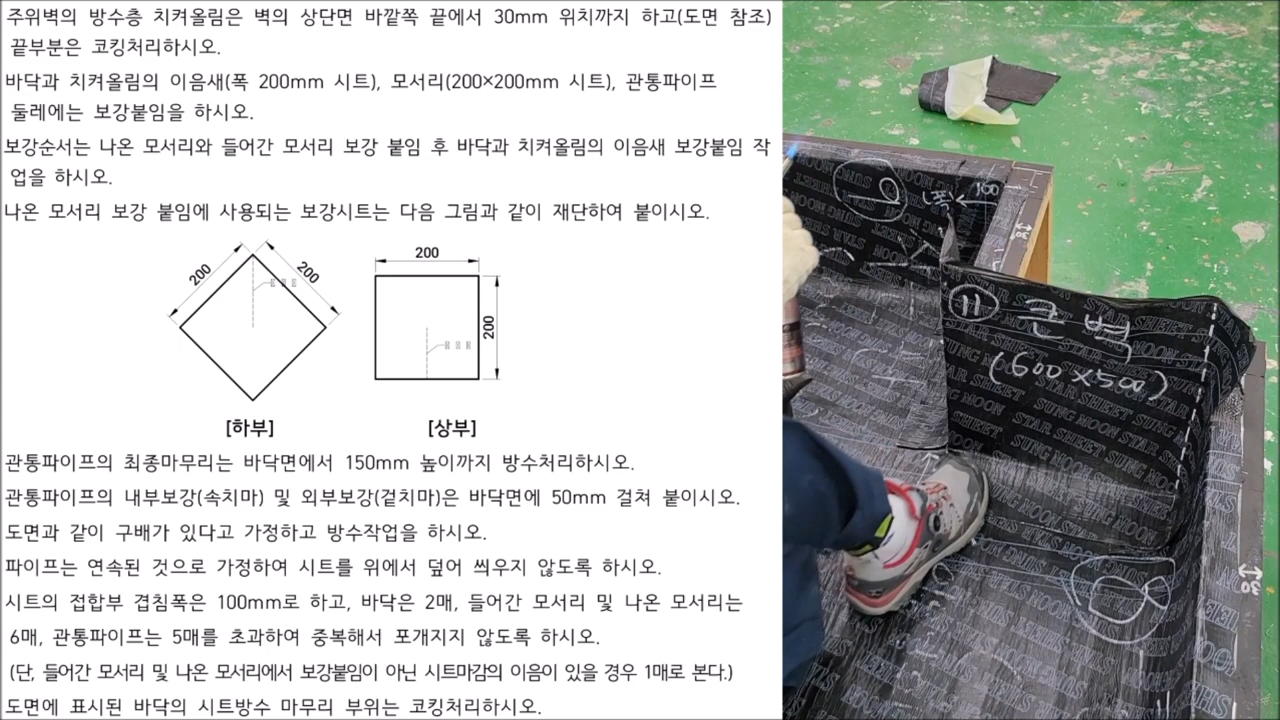 주위벽의 방수층 치켜올림은 벽의 상단면 바깥쪽 끝에서 30mm 위치까지 하고(도면 참조)
끝부분은 코킹처리하시오.
바닥과 치켜올림의 이음새(폭 200mm 시트), 모서리(200×200mm 시트), 관통파이프
둘레에는 보강붙임을 하시오.
보강순서는 나온 모서리와 들어간 모서리 보강 붙임 후 바닥과 치켜올림의 이음새 보강붙임 작
업을 하시오.
나온 모서리 보강 붙임에 사용되는 보강시트는 다음 그림과 같이 재단하여 붙이시오.
200
200
200
200
[하부]
[상부]
관통파이프의 최종마무리는 바닥면에서 150mm 높이까지 방수처리하시오.
관통파이프의 내부보강(속치마) 및 외부보강(겉치마)은 바닥면에 50mm 걸쳐 붙이시오.
도면과 같이 구배가 있다고 가정하고 방수작업을 하시오.
파이프는 연속된 것으로 가정하여 시트를 위에서 덮어 씌우지 않도록 하시오.
시트의 접합부 겹침폭은 100mm로 하고, 바닥은 2매, 들어간 모서리 및 나온 모서리는
6매, 관통파이프는 5매를 초과하여 중복해서 포개지지 않도록 하시오.
(단, 들어간 모서리 및 나온 모서리에서 보강붙임이 아닌 시트마감의 이음이 있을 경우 1매로 본다.)
도면에 표시된 바닥의 시트방수 마무리 부위는 코킹처리하시오.
100
30
⑪ 큰 벽
(600×500)
STAR SHEET
SUNG MOON
30